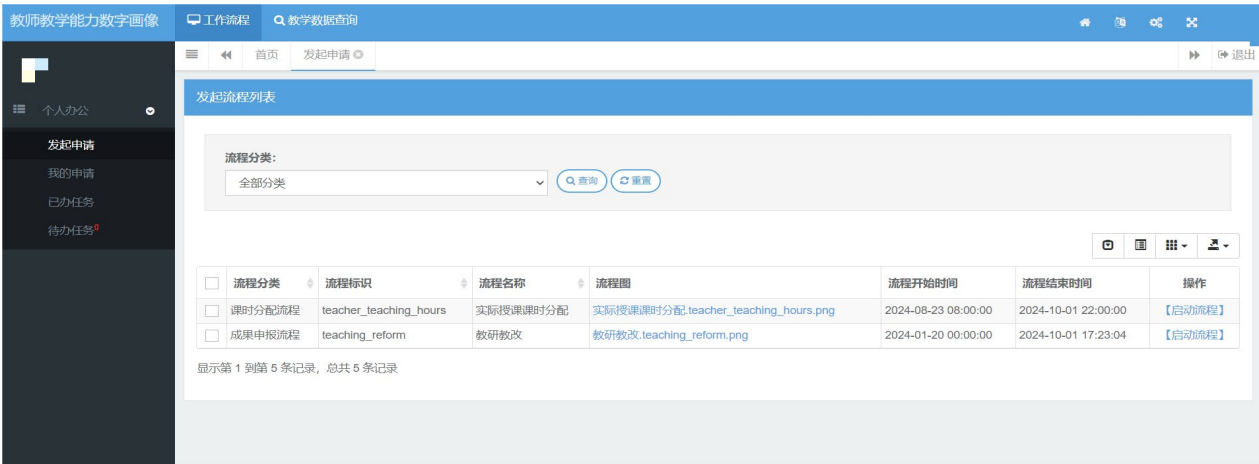 教师教学能力数字画像 工作流程 教学数据查询
首页 发起申请 退出
发起流程列表
个人办公
发起申请
我的申请
已办任务
待办任务0
流程分类:
全部分类 查询 重置
流程分类 流程标识 流程名称 流程图 流程开始时间 流程结束时间 操作
课时分配流程 teacher_teaching_hours 实际授课课时分配 实际授课课时分配.teacher_teaching_hours.png 2024-08-23 08:00:00 2024-10-01 22:00:00 【启动流程】
成果申报流程 teaching_reform 教研教改 教研教改.teaching_reform.png 2024-01-20 00:00:00 2024-10-01 17:23:04 【启动流程】
显示第 1 到第 5 条记录，总共 5 条记录